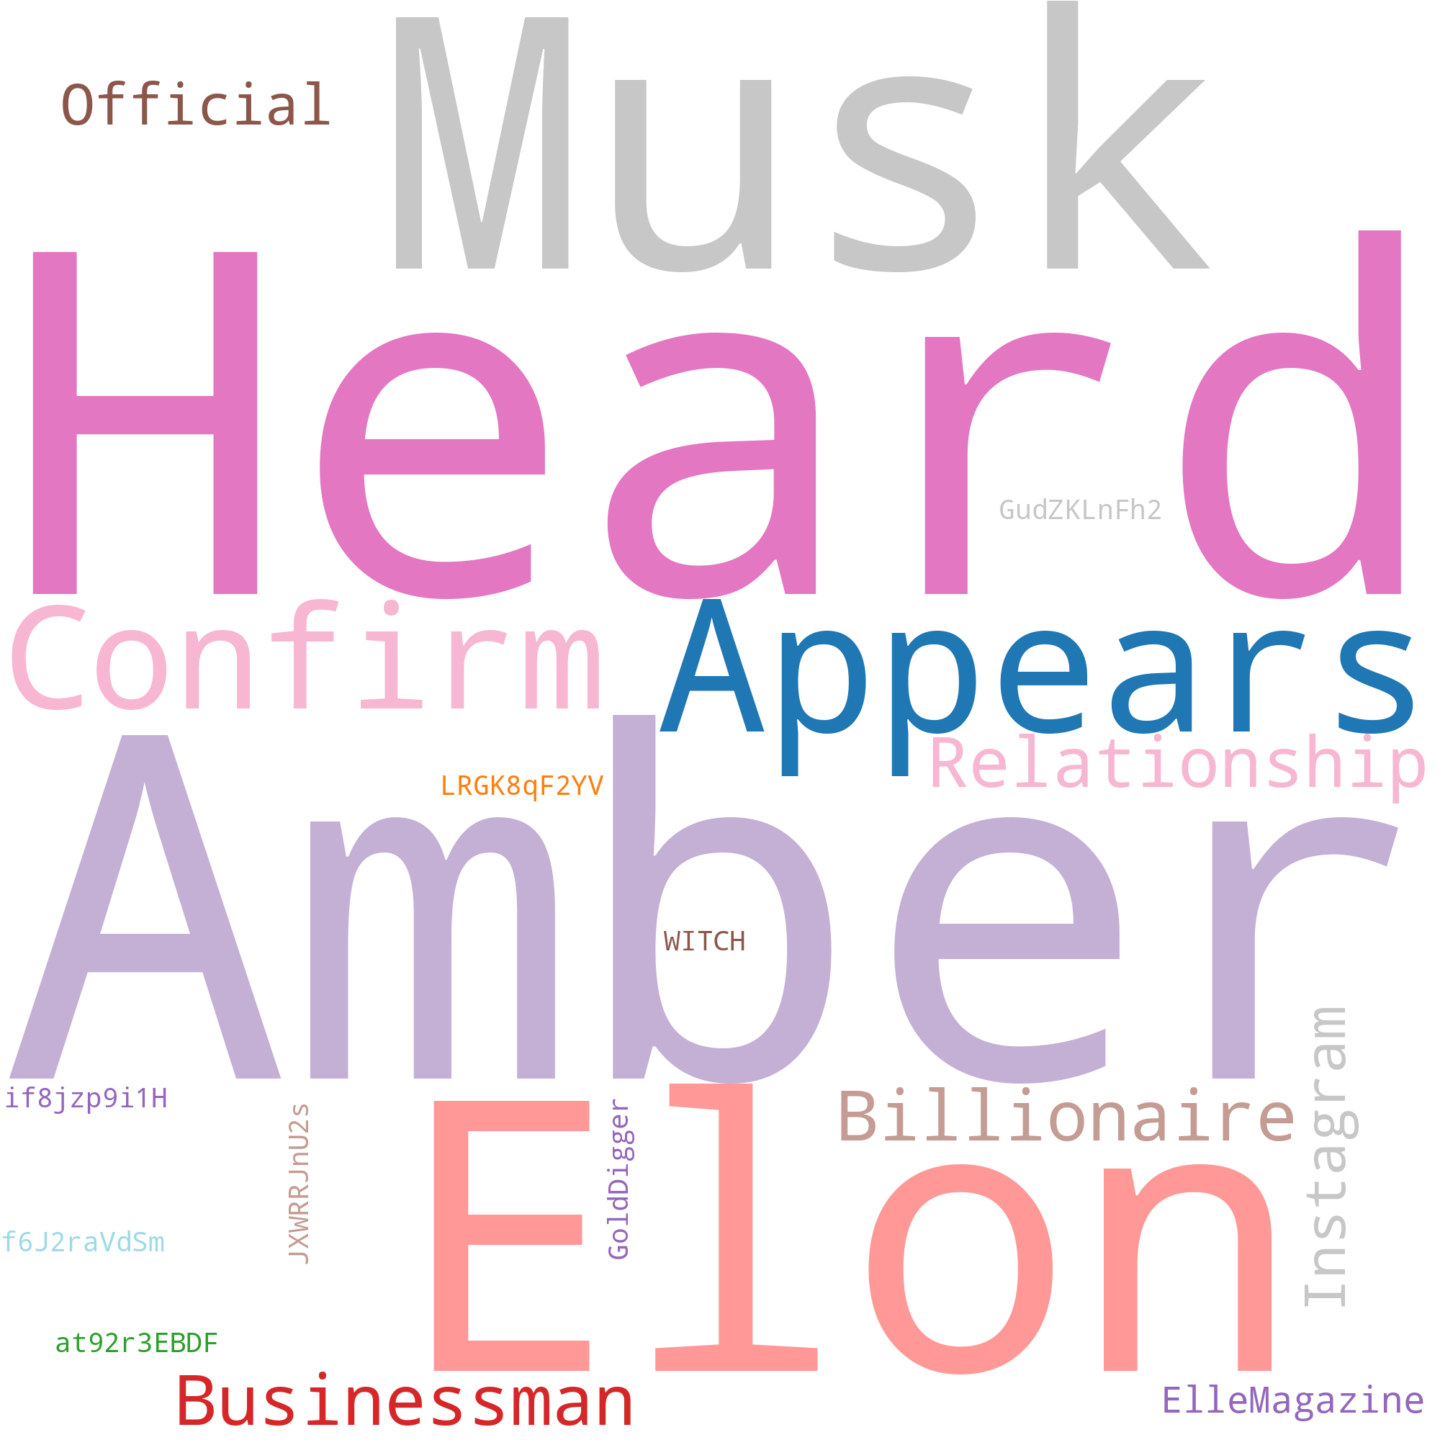 Musk
Official
Heard
GudZKLnFh2
Confirm
Appears
Relationship
LRGK8qF2YV
Amber
WITCH
if8jzp9i1H
JXWRRJnU2s
GoldDigger
Billionaire
Instagram
Elon
f6J2raVdSm
at92r3EBDF
Businessman
ElleMagazine